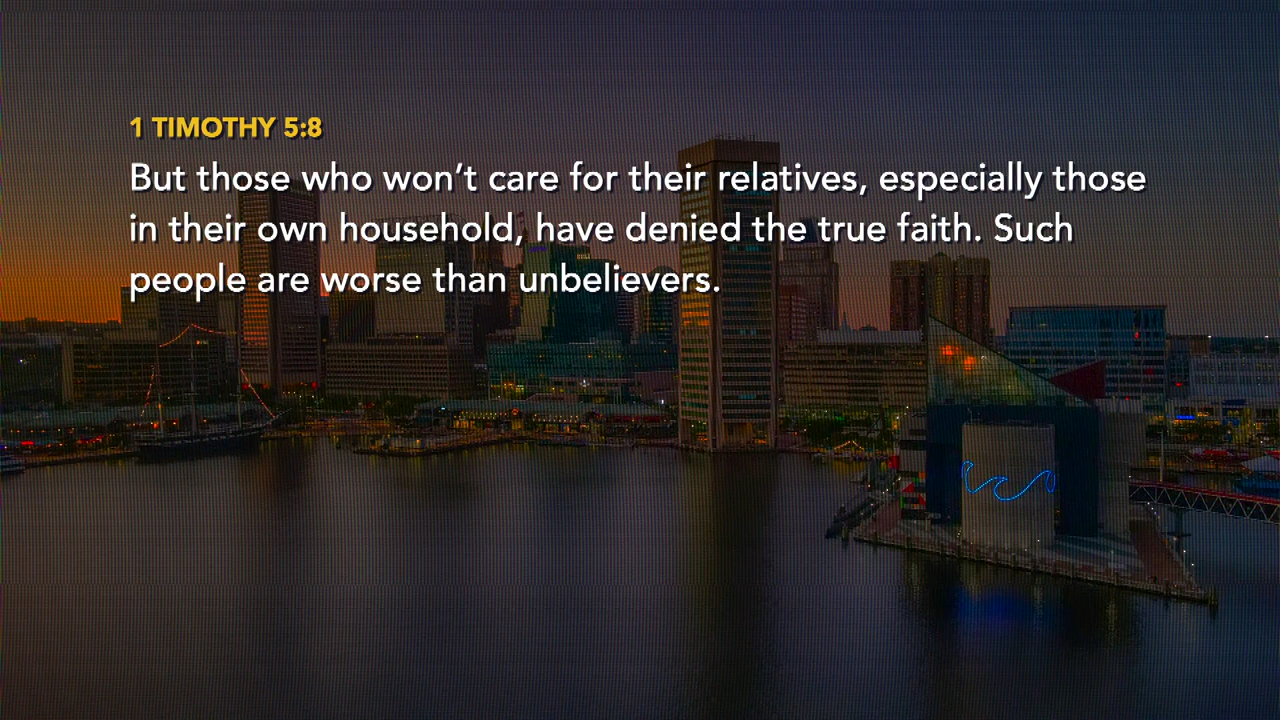 1 TIMOTHY 5:8
But those who won't care for their relatives, especially those
in their own household, have denied the true faith. Such
people are worse than unbelievers.